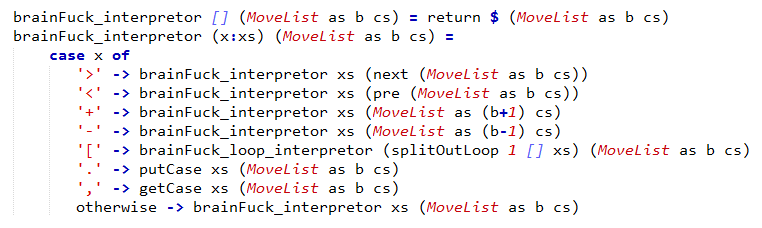 brainFuck_interpretor [] (MoveList as b cs) = return $ (MoveList as b cs)
brainFuck_interpretor (x:xs) (MoveList as b cs) =
    case x of
        '>' -> brainFuck_interpretor xs (next (MoveList as b cs))
        '<' -> brainFuck_interpretor xs (pre (MoveList as b cs))
        '+' -> brainFuck_interpretor xs (MoveList as (b+1) cs)
        '-' -> brainFuck_interpretor xs (MoveList as (b-1) cs)
        '[' -> brainFuck_loop_interpretor (splitOutLoop 1 [] xs) (MoveList as b cs)
        '.' -> putCase xs (MoveList as b cs)
        ',' -> getCase xs (MoveList as b cs)
        otherwise -> brainFuck_interpretor xs (MoveList as b cs)